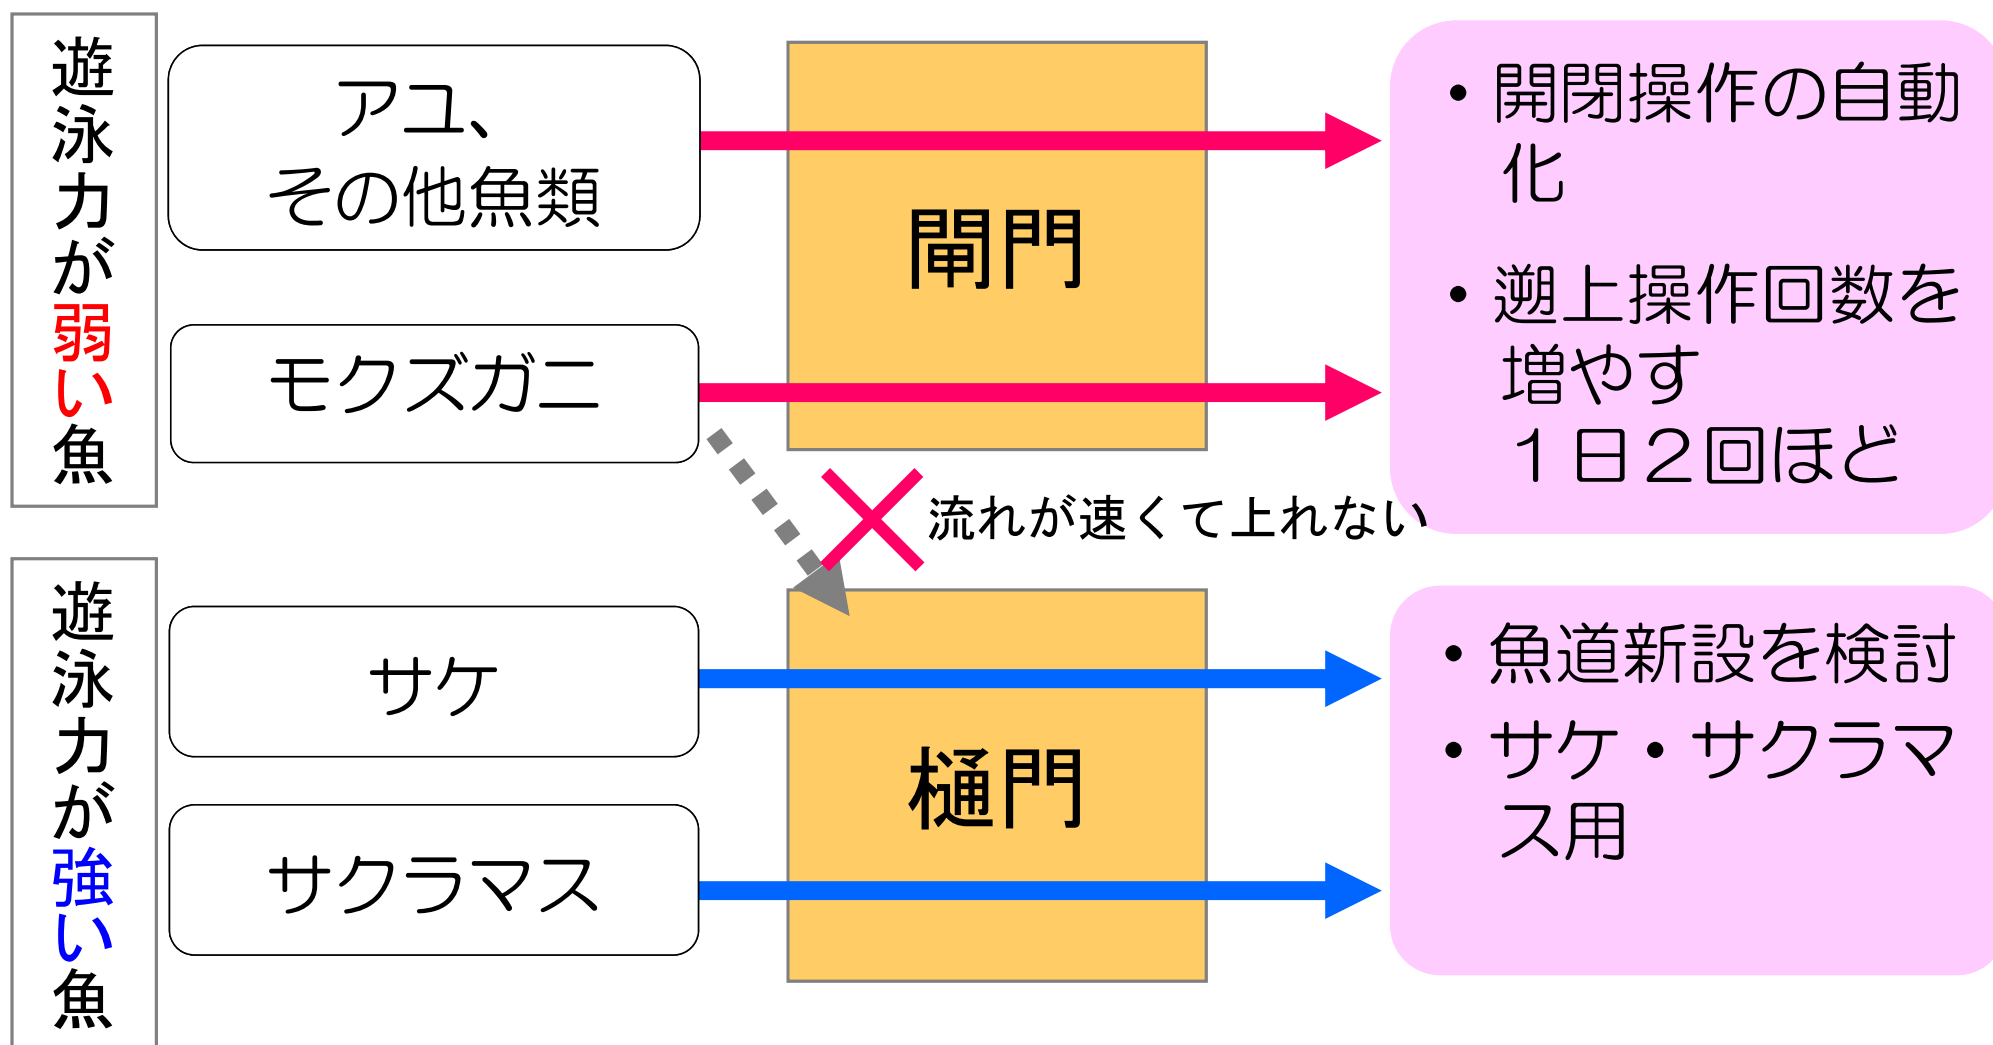 遊泳力が弱い魚
アユ、
その他魚類
モクズガニ
閘門
・開閉操作の自動
化
・遡上操作回数を
増やす
１日２回ほど
流れが速くて上れない
遊泳力が強い魚
サケ
サクラマス
樋門
・魚道新設を検討
・サケ・サクラマ
ス用